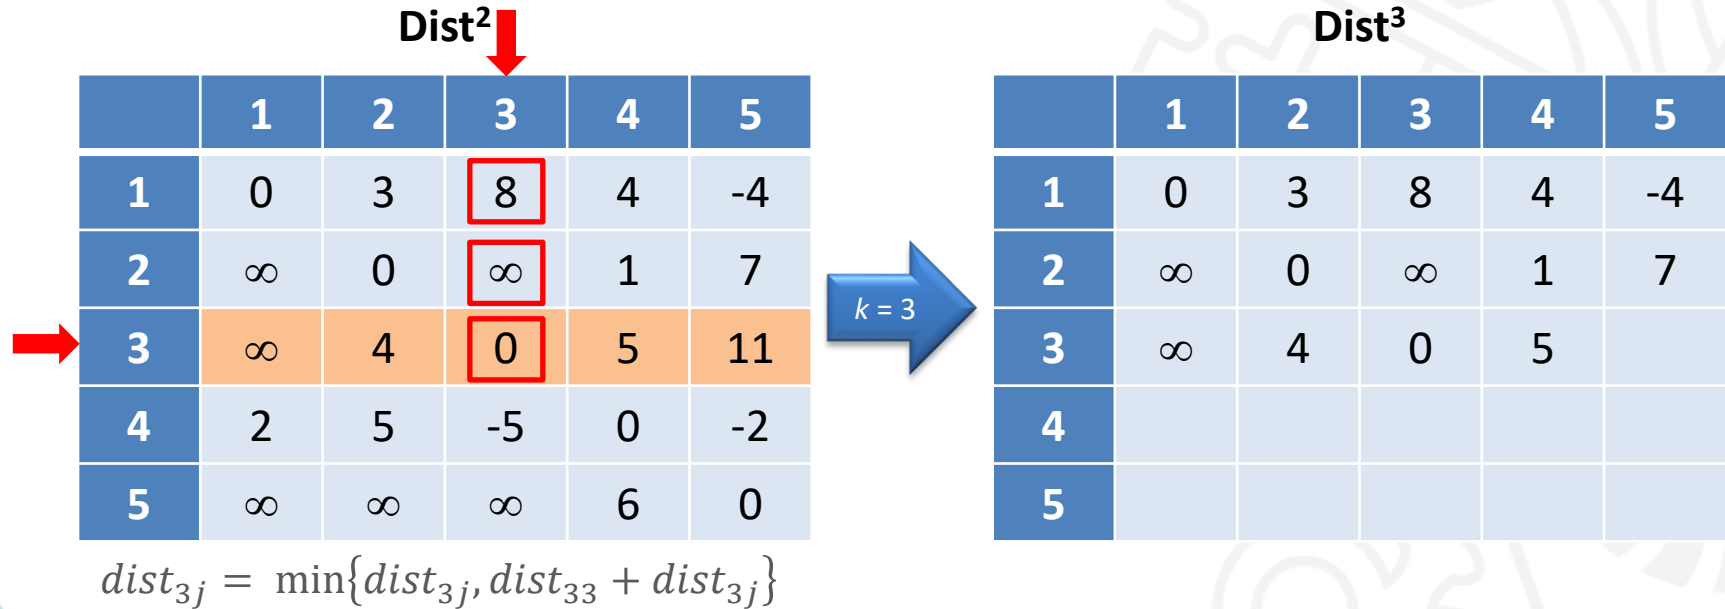 Dist² Dist³
1 2 3 4 5
1 0 3 8 4 -4
2 ∞ 0 ∞ 1 7
3 ∞ 4 0 5 11
4 2 5 -5 0 -2
5 ∞ ∞ ∞ 6 0
k = 3
1 2 3 4 5
1 0 3 8 4 -4
2 ∞ 0 ∞ 1 7
3 ∞ 4 0 5
4
5
dist₃ⱼ = min{dist₃ⱼ, dist₃₃ + dist₃ⱼ}